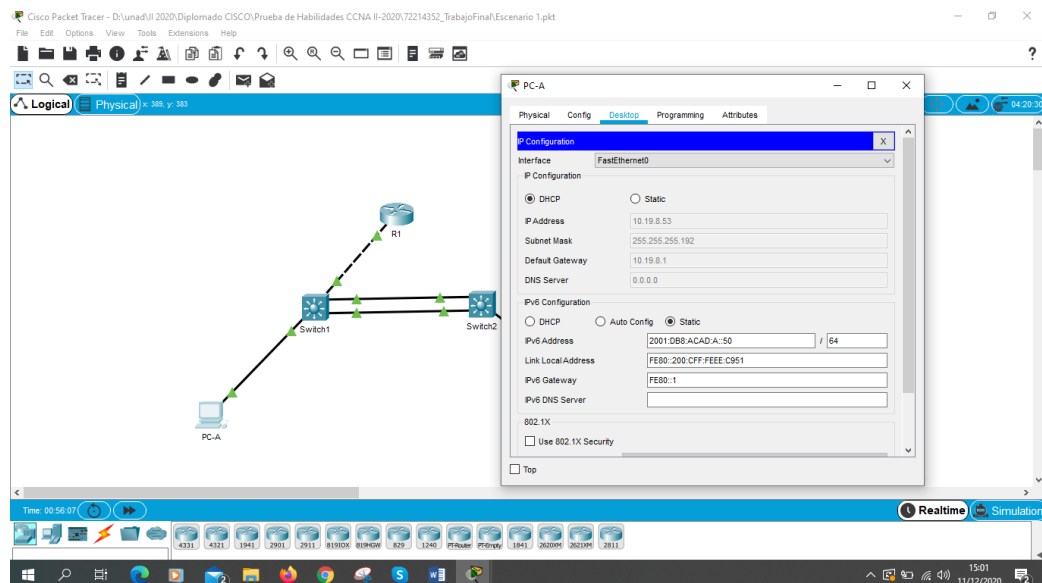 Cisco Packet Tracer - D:\unad\II 2020\Diplomado CISCO\Prueba de Habilidades CCNA II-2020\72214352_TrabajoFinal\Escenario 1.pkt
File Edit Options View Tools Extensions Help
Logical Physical x: 389, y: 383
04:20:30
PC-A
Physical Config Desktop Programming Attributes
IP Configuration X
Interface FastEthernet0
IP Configuration
DHCP Static
IP Address 10.19.8.53
Subnet Mask 255.255.255.192
Default Gateway 10.19.8.1
DNS Server 0.0.0.0
IPv6 Configuration
DHCP Auto Config Static
IPv6 Address 2001:DB8:ACAD:A::50 / 64
Link Local Address FE80::200:CFF:FEEE:C951
IPv6 Gateway FE80::1
IPv6 DNS Server
802.1X
Use 802.1X Security
Top
R1
Switch1
Switch2
PC-A
Time: 00:56:07
Realtime Simulation
4331 4321 1941 2901 2911 819IOX 819HGW 829 1240 PT-Router PT-Empty 1841 2620XM 2621XM 2811
15:01
11/12/2020